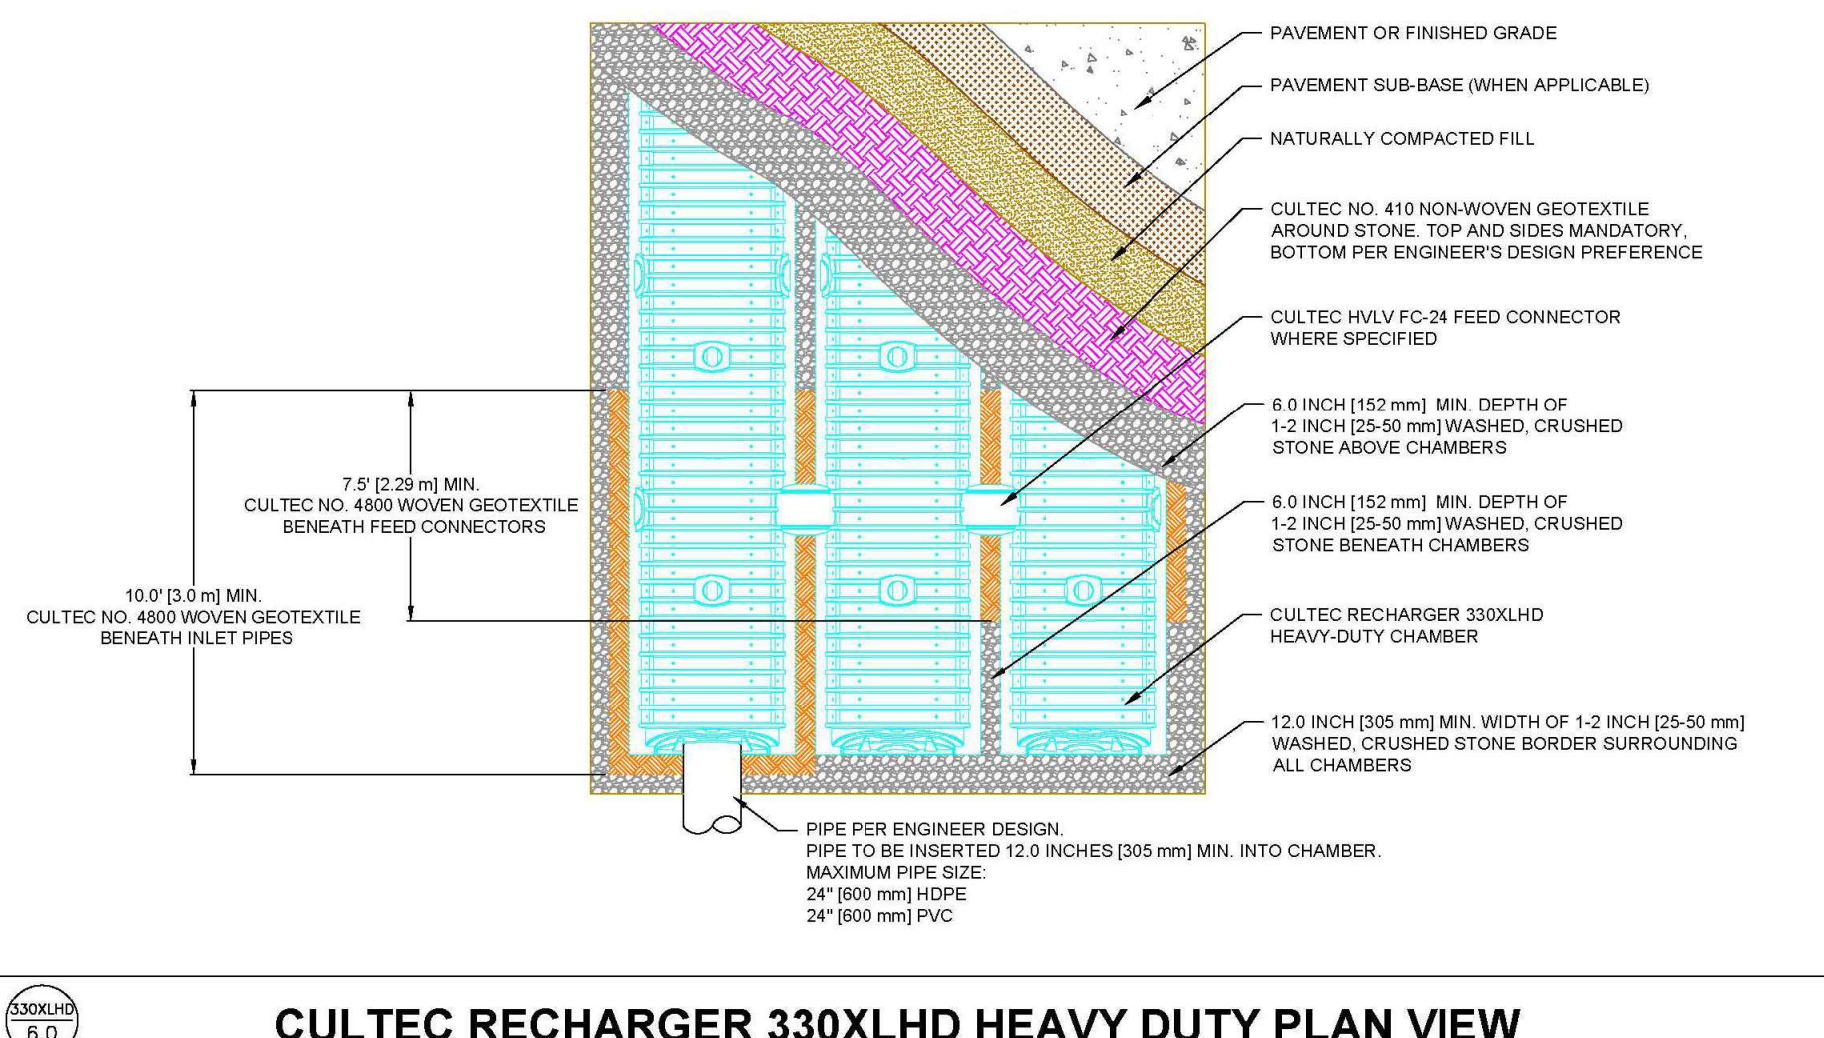 PAVEMENT OR FINISHED GRADE
PAVEMENT SUB-BASE (WHEN APPLICABLE)
NATURALLY COMPACTED FILL
CULTEC NO. 410 NON-WOVEN GEOTEXTILE
AROUND STONE. TOP AND SIDES MANDATORY,
BOTTOM PER ENGINEER'S DESIGN PREFERENCE
CULTEC HVLV FC-24 FEED CONNECTOR
WHERE SPECIFIED
6.0 INCH [152 mm] MIN. DEPTH OF
1-2 INCH [25-50 mm] WASHED, CRUSHED
STONE ABOVE CHAMBERS
7.5' [2.29 m] MIN.
CULTEC NO. 4800 WOVEN GEOTEXTILE
BENEATH FEED CONNECTORS
6.0 INCH [152 mm] MIN. DEPTH OF
1-2 INCH [25-50 mm] WASHED, CRUSHED
STONE BENEATH CHAMBERS
10.0' [3.0 m] MIN.
CULTEC NO. 4800 WOVEN GEOTEXTILE
BENEATH INLET PIPES
CULTEC RECHARGER 330XLHD
HEAVY-DUTY CHAMBER
12.0 INCH [305 mm] MIN. WIDTH OF 1-2 INCH [25-50 mm]
WASHED, CRUSHED STONE BORDER SURROUNDING
ALL CHAMBERS
PIPE PER ENGINEER DESIGN.
PIPE TO BE INSERTED 12.0 INCHES [305 mm] MIN. INTO CHAMBER.
MAXIMUM PIPE SIZE:
24" [600 mm] HDPE
24" [600 mm] PVC
330XLHD
6.0
CULTEC RECHARGER 330XLHD HEAVY DUTY PLAN VIEW